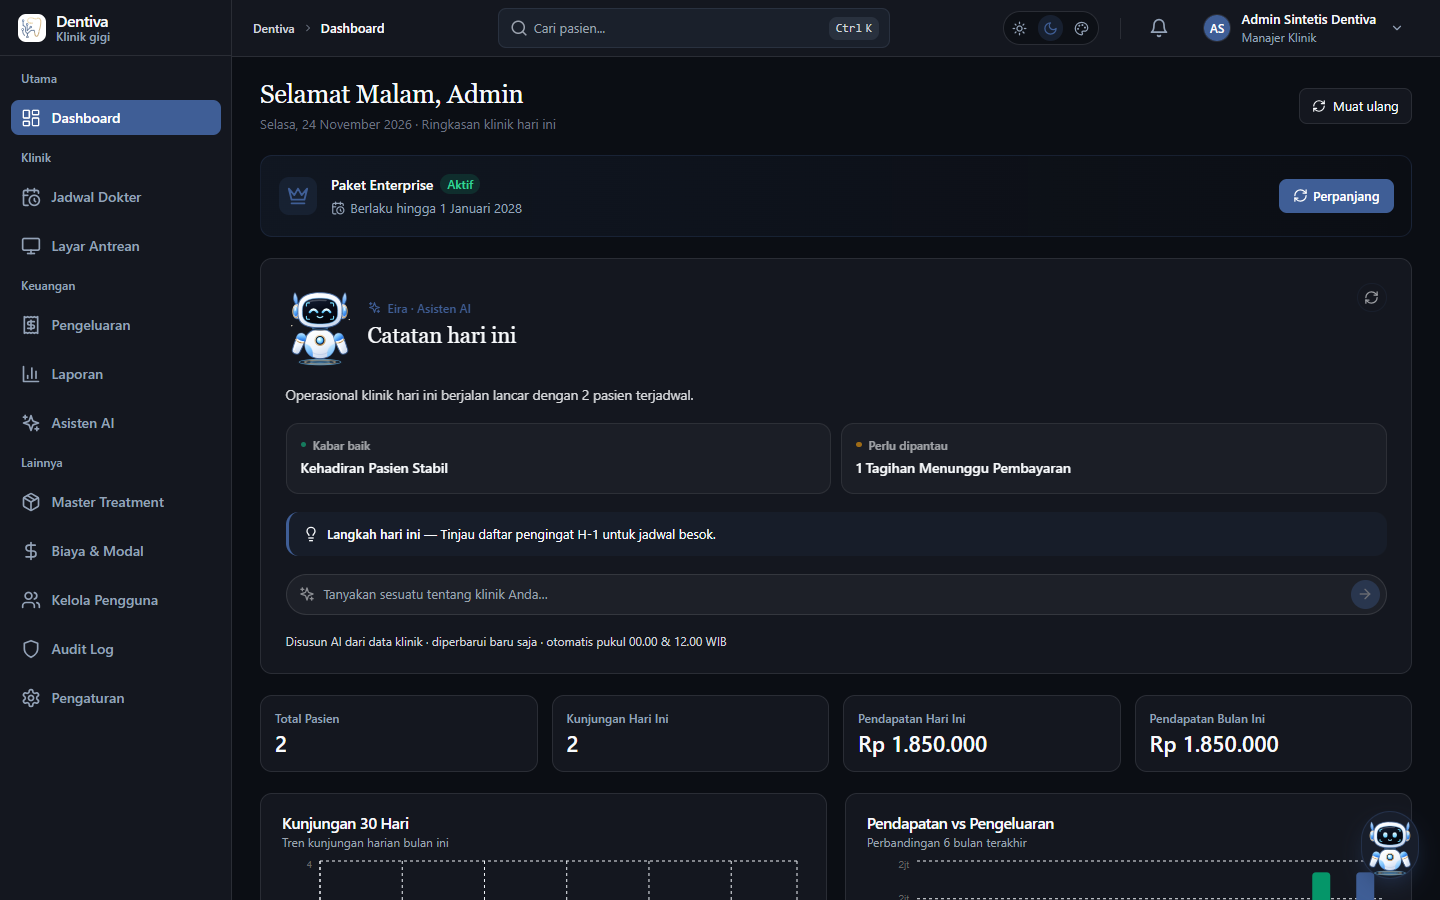 Dentiva
Klinik gigi
Utama
Dashboard
Klinik
Jadwal Dokter
Layar Antrean
Keuangan
Pengeluaran
Laporan
Asisten AI
Lainnya
Master Treatment
Biaya & Modal
Kelola Pengguna
Audit Log
Pengaturan
Dentiva > Dashboard
Cari pasien...
Ctrl K
AS
Admin Sintetis Dentiva
Manajer Klinik
Selamat Malam, Admin
Selasa, 24 November 2026 · Ringkasan klinik hari ini
Muat ulang
Paket Enterprise Aktif
Berlaku hingga 1 Januari 2028
Perpanjang
Eira · Asisten AI
Catatan hari ini
Operasional klinik hari ini berjalan lancar dengan 2 pasien terjadwal.
Kabar baik
Kehadiran Pasien Stabil
Perlu dipantau
1 Tagihan Menunggu Pembayaran
Langkah hari ini — Tinjau daftar pengingat H-1 untuk jadwal besok.
Tanyakan sesuatu tentang klinik Anda...
Disusun AI dari data klinik · diperbarui baru saja · otomatis pukul 00.00 & 12.00 WIB
Total Pasien
2
Kunjungan Hari Ini
2
Pendapatan Hari Ini
Rp 1.850.000
Pendapatan Bulan Ini
Rp 1.850.000
Kunjungan 30 Hari
Tren kunjungan harian bulan ini
4
Pendapatan vs Pengeluaran
Perbandingan 6 bulan terakhir
2jt
2jt